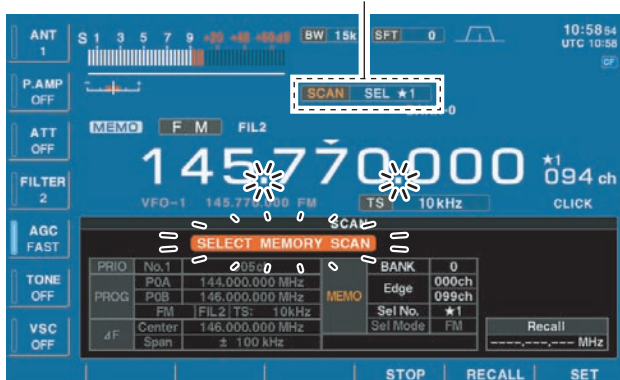 ANT 1
S 1 3 5 7 9 +20 +40 +60dB
BW 15k SFT 0
10:58 54
UTC 10:58
CF
P.AMP OFF
SCAN SEL ★1
ATT OFF
MEMO FM FIL2
145.770.000
★1
094 ch
FILTER 2
VFO-1 145.770.000 FM
TS 10kHz
CLICK
AGC FAST
SCAN
SELECT MEMORY SCAN
PRIO No.1
PROG P0A 144.000.000 MHz
P0B 146.000.000 MHz
FM FIL2 TS: 10kHz
ΔF Center 146.000.000 MHz
Span ± 100 kHz
MEMO BANK 0
Edge 000ch
099ch
Sel No. ★1
Sel Mode FM
Recall
---.---.--- MHz
TONE OFF
VSC OFF
STOP RECALL SET